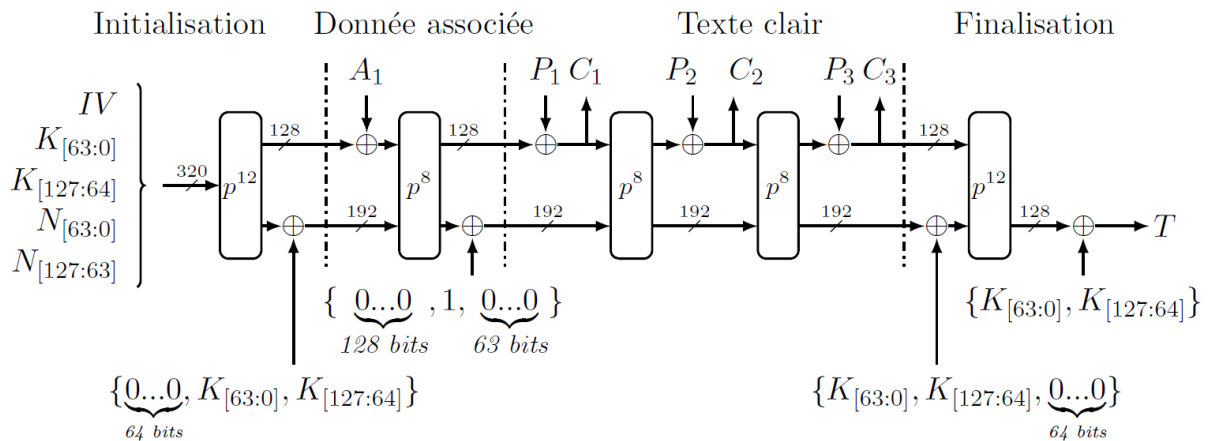 Initialisation Donnée associée Texte clair Finalisation
A₁ P₁ C₁ P₂ C₂ P₃ C₃
IV
K[63:0]
K[127:64]
N[63:0]
N[127:63]
320
p¹²
128
p⁸
128
p⁸
p⁸
128
p¹²
192
192
192
192
128
T
{ 0...0 , 1, 0...0 }
128 bits 63 bits
{K[63:0], K[127:64]}
{0...0, K[63:0], K[127:64]}
64 bits
{K[63:0], K[127:64], 0...0}
64 bits